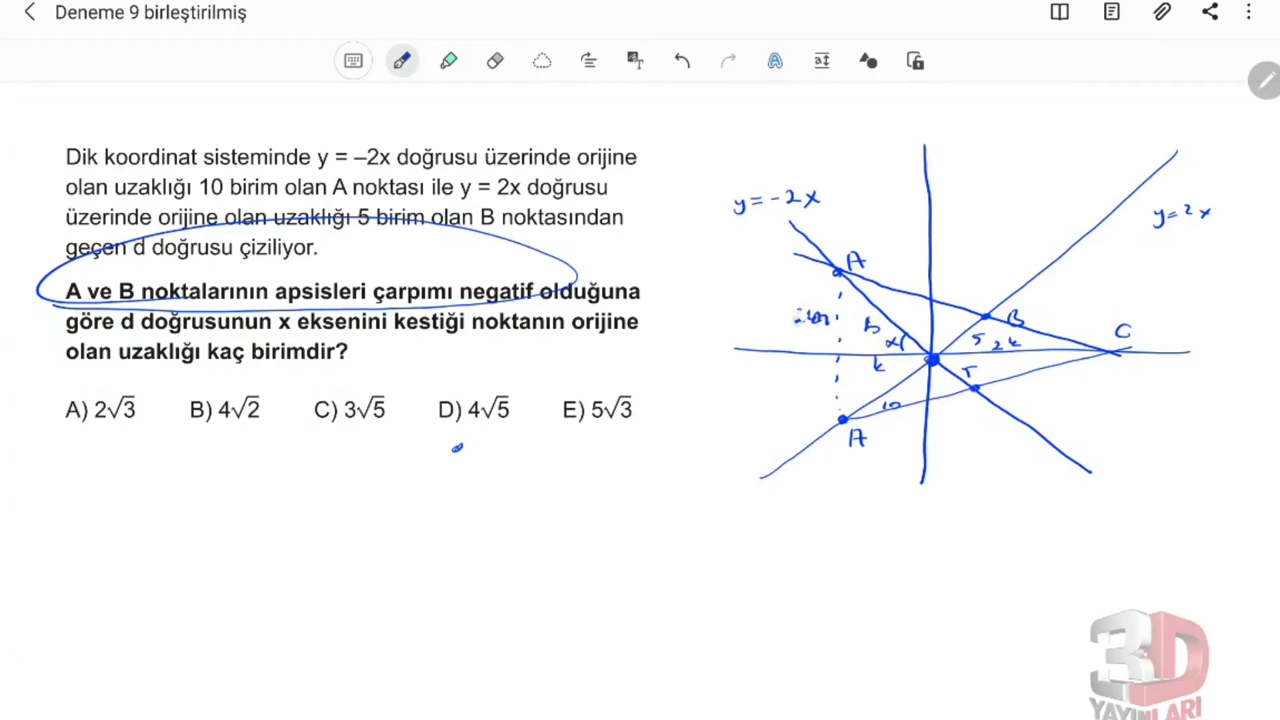 Deneme 9 birleştirilmiş
Dik koordinat sisteminde y = –2x doğrusu üzerinde orijine
olan uzaklığı 10 birim olan A noktası ile y = 2x doğrusu
üzerinde orijine olan uzaklığı 5 birim olan B noktasından
geçen d doğrusu çiziliyor.
A ve B noktalarının apsisleri çarpımı negatif olduğuna
göre d doğrusunun x eksenini kestiği noktanın orijine
olan uzaklığı kaç birimdir?
A) 2√3 B) 4√2 C) 3√5 D) 4√5 E) 5√3
y = -2x
y = 2x
A
B
C
5
2k
k
10
A
3D
YAYINLARI